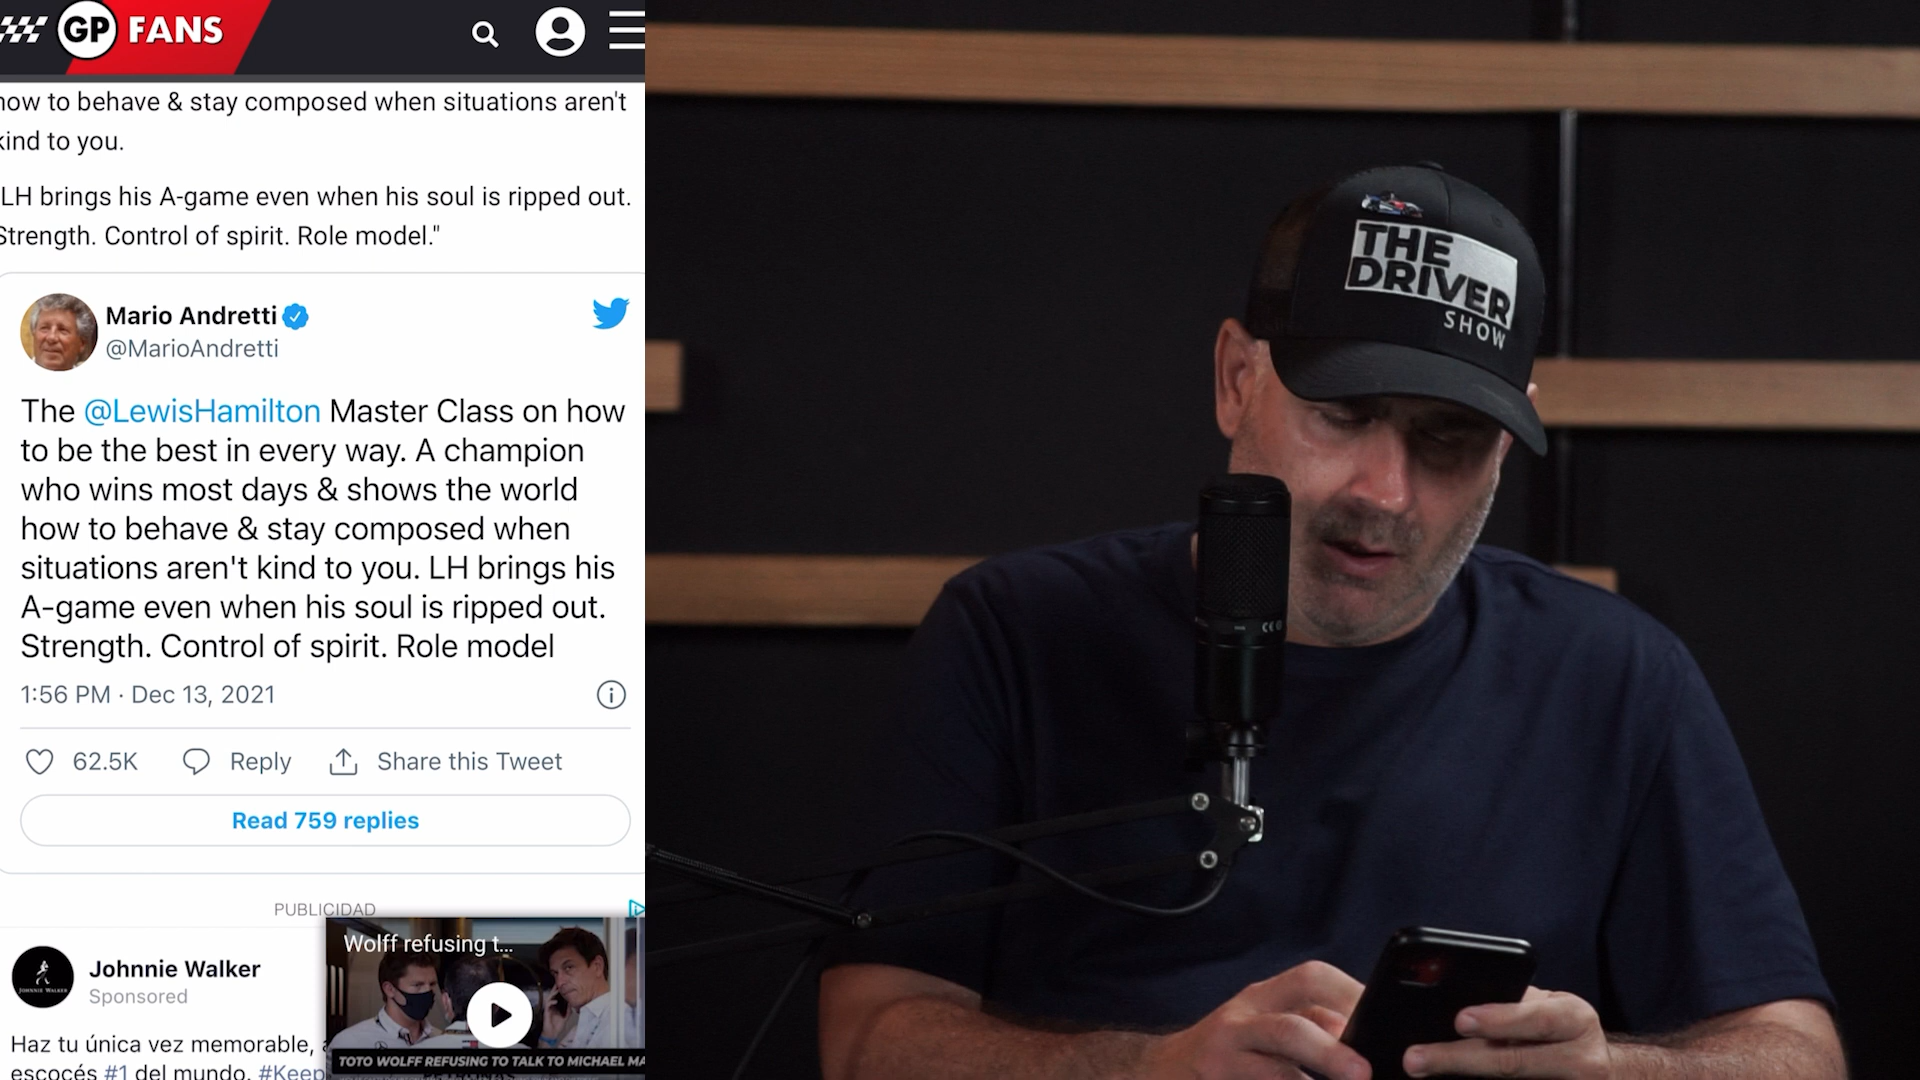 GP FANS
how to behave & stay composed when situations aren't
kind to you.
LH brings his A-game even when his soul is ripped out.
Strength. Control of spirit. Role model."
Mario Andretti
@MarioAndretti
The @LewisHamilton Master Class on how
to be the best in every way. A champion
who wins most days & shows the world
how to behave & stay composed when
situations aren't kind to you. LH brings his
A-game even when his soul is ripped out.
Strength. Control of spirit. Role model
1:56 PM · Dec 13, 2021
62.5K Reply Share this Tweet
Read 759 replies
PUBLICIDAD
Johnnie Walker
Sponsored
Haz tu única vez memorable,
escocés #1 del mundo. #Keep
Wolff refusing t...
TOTO WOLFF REFUSING TO TALK TO MICHAEL MA
JOHNNIE WALKER
THE
DRIVER
SHOW
CE